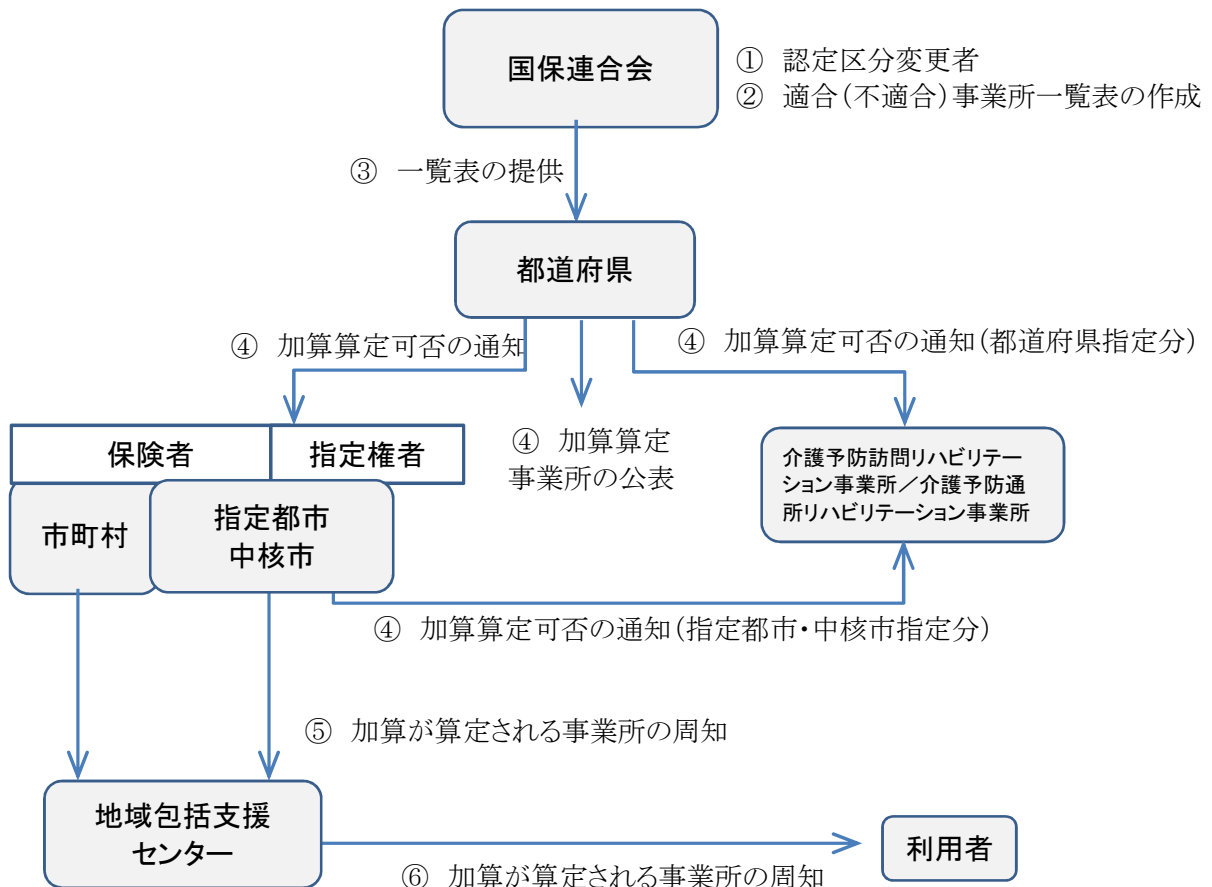 国保連合会
① 認定区分変更者
② 適合（不適合）事業所一覧表の作成
③ 一覧表の提供
都道府県
④ 加算算定可否の通知
④ 加算算定可否の通知（都道府県指定分）
保険者
指定権者
④ 加算算定
事業所の公表
介護予防訪問リハビリテー
ション事業所／介護予防通
所リハビリテーション事業所
市町村
指定都市
中核市
④ 加算算定可否の通知（指定都市・中核市指定分）
⑤ 加算が算定される事業所の周知
地域包括支援
センター
利用者
⑥ 加算が算定される事業所の周知